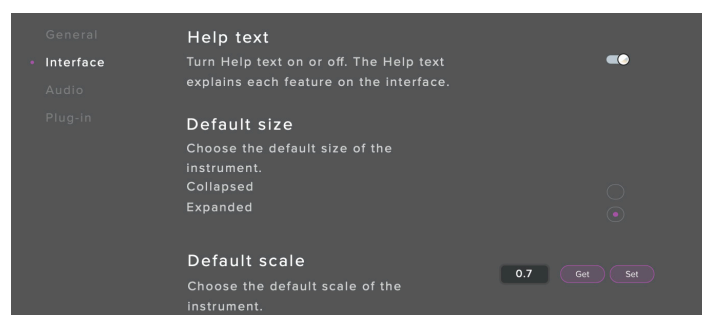 General
Interface
Audio
Plug-in
Help text
Turn Help text on or off. The Help text
explains each feature on the interface.
Default size
Choose the default size of the
instrument.
Collapsed
Expanded
Default scale
0.7 Get Set
Choose the default scale of the
instrument.